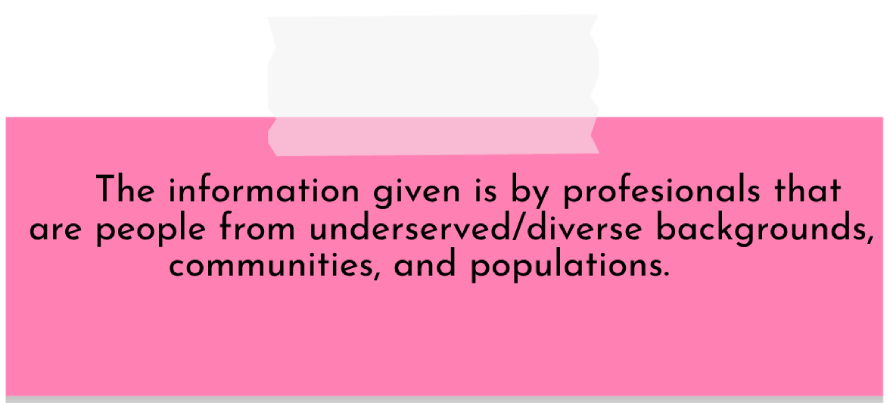 The information given is by profesionals that
are people from underserved/diverse backgrounds,
communities, and populations.